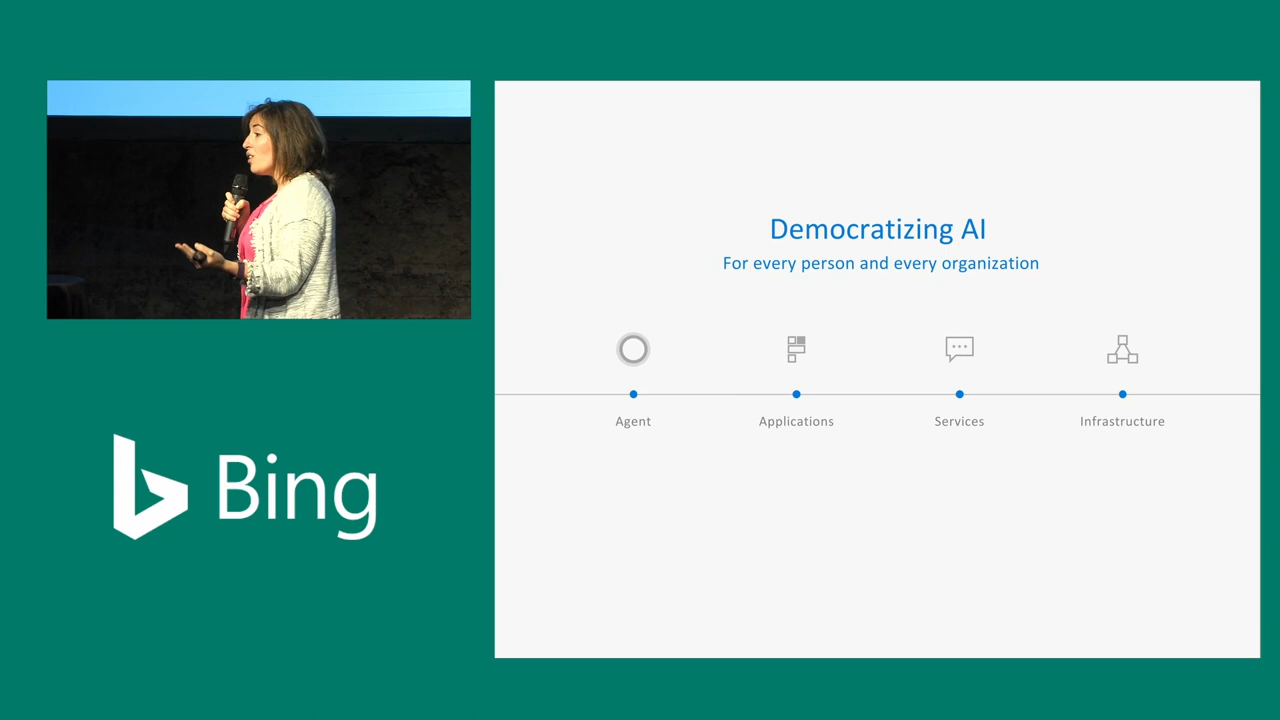 Bing
Democratizing AI
For every person and every organization
Agent
Applications
Services
Infrastructure